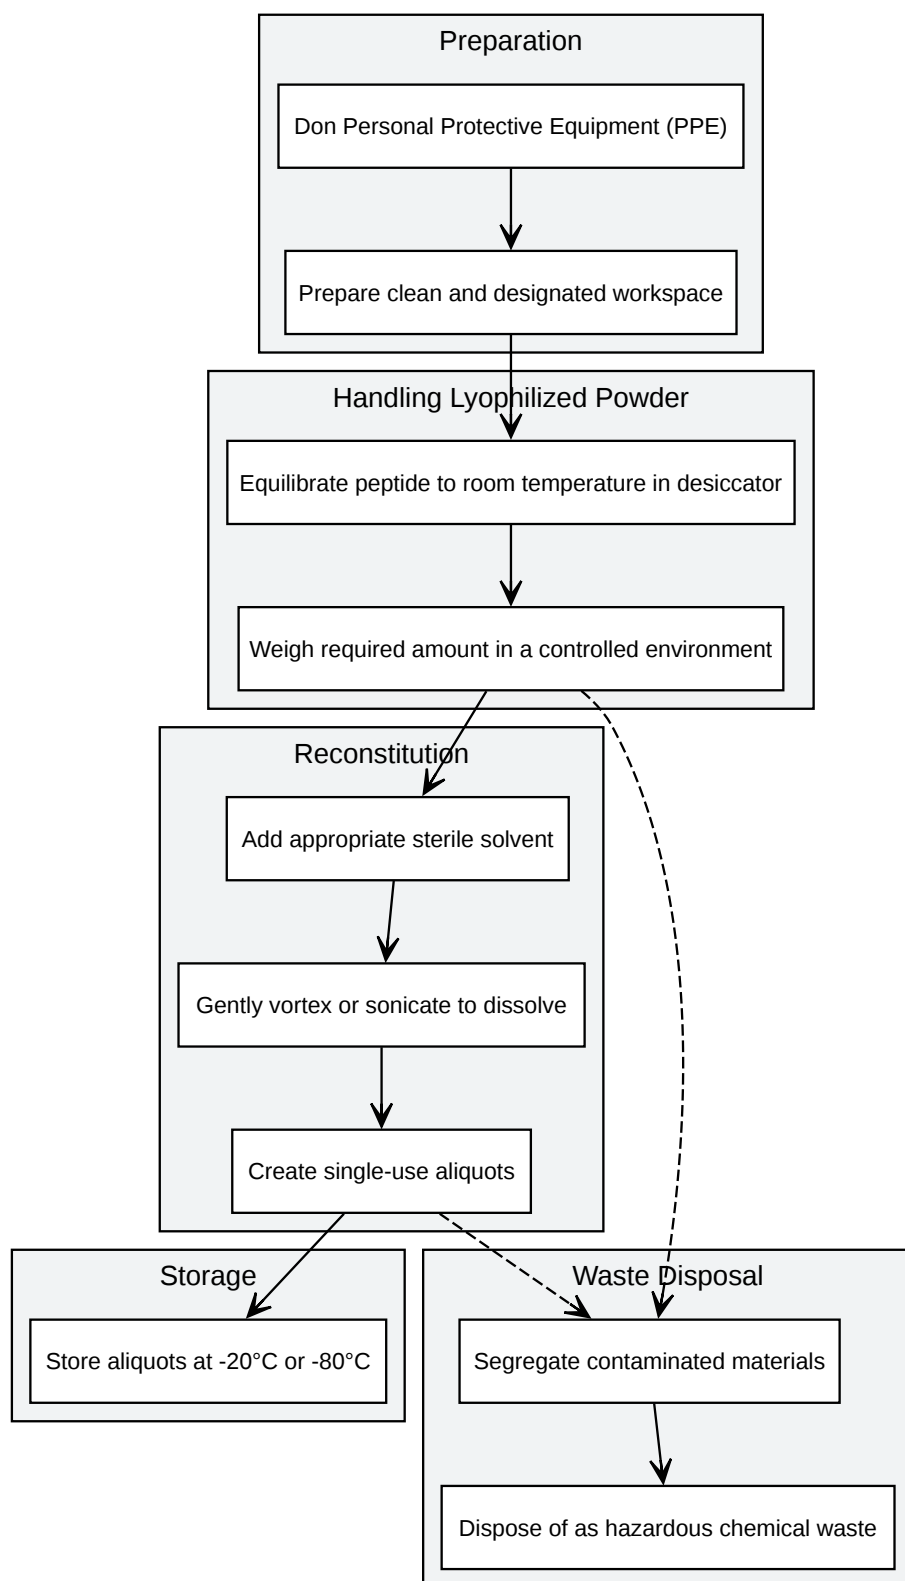 Preparation
Don Personal Protective Equipment (PPE)
Prepare clean and designated workspace
Handling Lyophilized Powder
Equilibrate peptide to room temperature in desiccator
Weigh required amount in a controlled environment
Reconstitution
Add appropriate sterile solvent
Gently vortex or sonicate to dissolve
Create single-use aliquots
Storage
Store aliquots at -20°C or -80°C
Waste Disposal
Segregate contaminated materials
Dispose of as hazardous chemical waste